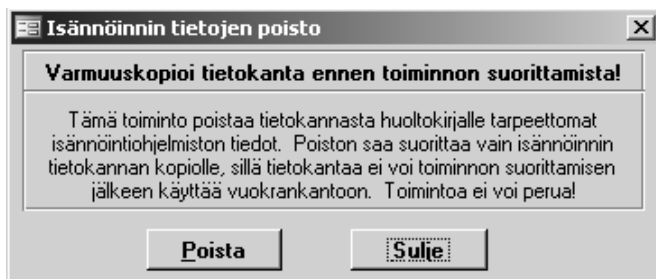 Isännöinnin tietojen poisto
Varmuuskopioi tietokanta ennen toiminnon suorittamista!
Tämä toiminto poistaa tietokannasta huoltokirjalle tarpeettomat
isännöintiohjelmiston tiedot. Poiston saa suorittaa vain isännöinnin
tietokannan kopiolle, sillä tietokantaa ei voi toiminnon suorittamisen
jälkeen käyttää vuokrankantoon. Toimintoa ei voi perua!
Poista
Sulje